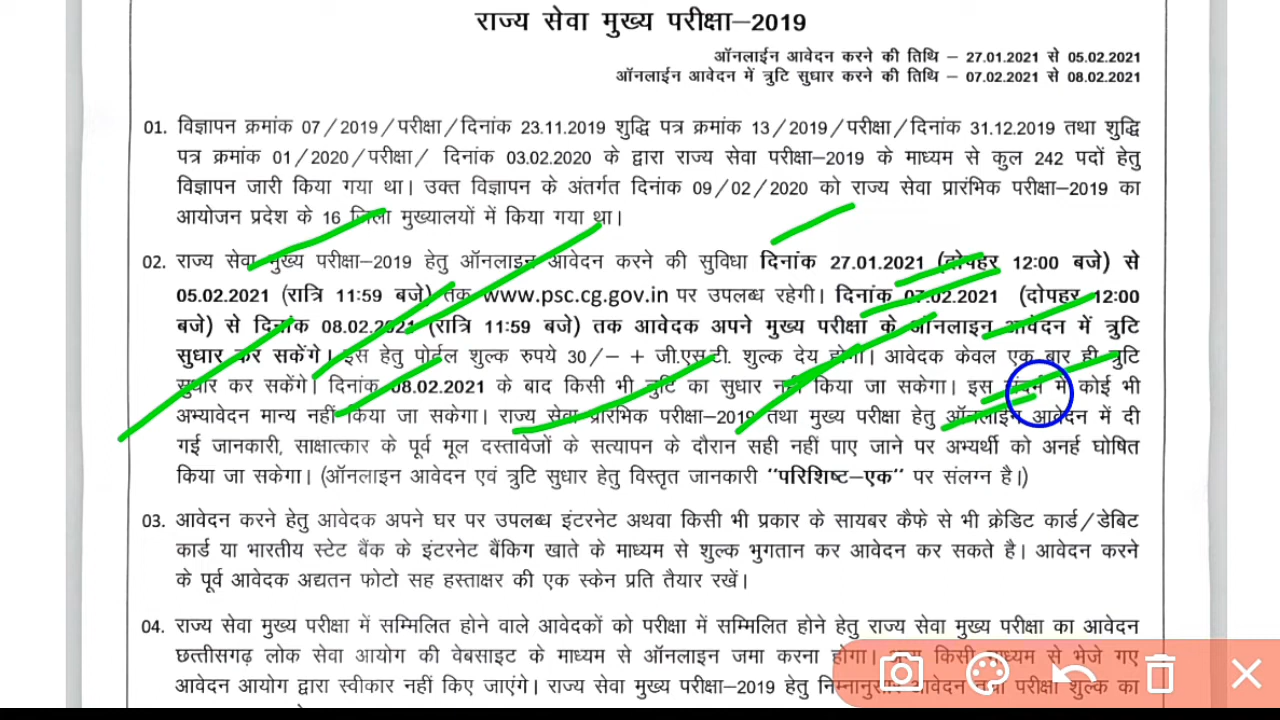 राज्य सेवा मुख्य परीक्षा–2019
ऑनलाईन आवेदन करने की तिथि – 27.01.2021 से 05.02.2021
ऑनलाईन आवेदन में त्रुटि सुधार करने की तिथि – 07.02.2021 से 08.02.2021
01. विज्ञापन क्रमांक 07/2019/परीक्षा/दिनांक 23.11.2019 शुद्धि पत्र क्रमांक 13/2019/परीक्षा/दिनांक 31.12.2019 तथा शुद्धि
पत्र क्रमांक 01/2020/परीक्षा/ दिनांक 03.02.2020 के द्वारा राज्य सेवा परीक्षा–2019 के माध्यम से कुल 242 पदों हेतु
विज्ञापन जारी किया गया था। उक्त विज्ञापन के अंतर्गत दिनांक 09/02/2020 को राज्य सेवा प्रारंभिक परीक्षा–2019 का
आयोजन प्रदेश के 16 जिला मुख्यालयों में किया गया था।
02. राज्य सेवा मुख्य परीक्षा–2019 हेतु ऑनलाइन आवेदन करने की सुविधा दिनांक 27.01.2021 (दोपहर 12:00 बजे) से
05.02.2021 (रात्रि 11:59 बजे) तक www.psc.cg.gov.in पर उपलब्ध रहेगी। दिनांक 07.02.2021 (दोपहर 12:00
बजे) से दिनांक 08.02.2021 (रात्रि 11:59 बजे) तक आवेदक अपने मुख्य परीक्षा के ऑनलाइन आवेदन में त्रुटि
सुधार कर सकेंगे। इस हेतु पोर्टल शुल्क रुपये 30/– + जी.एस.टी. शुल्क देय होगी। आवेदक केवल एक बार ही त्रुटि
सुधार कर सकेंगे। दिनांक 08.02.2021 के बाद किसी भी त्रुटि का सुधार नहीं किया जा सकेगा। इस संदर्भ में कोई भी
अभ्यावेदन मान्य नहीं किया जा सकेगा। राज्य सेवा प्रारंभिक परीक्षा–2019 तथा मुख्य परीक्षा हेतु ऑनलाईन आवेदन में दी
गई जानकारी, साक्षात्कार के पूर्व मूल दस्तावेजों के सत्यापन के दौरान सही नहीं पाए जाने पर अभ्यर्थी को अनर्ह घोषित
किया जा सकेगा। (ऑनलाइन आवेदन एवं त्रुटि सुधार हेतु विस्तृत जानकारी "परिशिष्ट–एक" पर संलग्न है।)
03. आवेदन करने हेतु आवेदक अपने घर पर उपलब्ध इंटरनेट अथवा किसी भी प्रकार के सायबर कैफे से भी क्रेडिट कार्ड/डेबिट
कार्ड या भारतीय स्टेट बैंक के इंटरनेट बैंकिग खाते के माध्यम से शुल्क भुगतान कर आवेदन कर सकते है। आवेदन करने
के पूर्व आवेदक अद्यतन फोटो सह हस्ताक्षर की एक स्केन प्रति तैयार रखें।
04. राज्य सेवा मुख्य परीक्षा में सम्मिलित होने वाले आवेदकों को परीक्षा में सम्मिलित होने हेतु राज्य सेवा मुख्य परीक्षा का आवेदन
छत्तीसगढ़ लोक सेवा आयोग की वेबसाइट के माध्यम से ऑनलाईन जमा करना होगा। अन्य किसी माध्यम से भेजे गए
आवेदन आयोग द्वारा स्वीकार नहीं किए जाएंगे। राज्य सेवा मुख्य परीक्षा–2019 हेतु निम्नानुसार आवेदन तथा परीक्षा शुल्क का